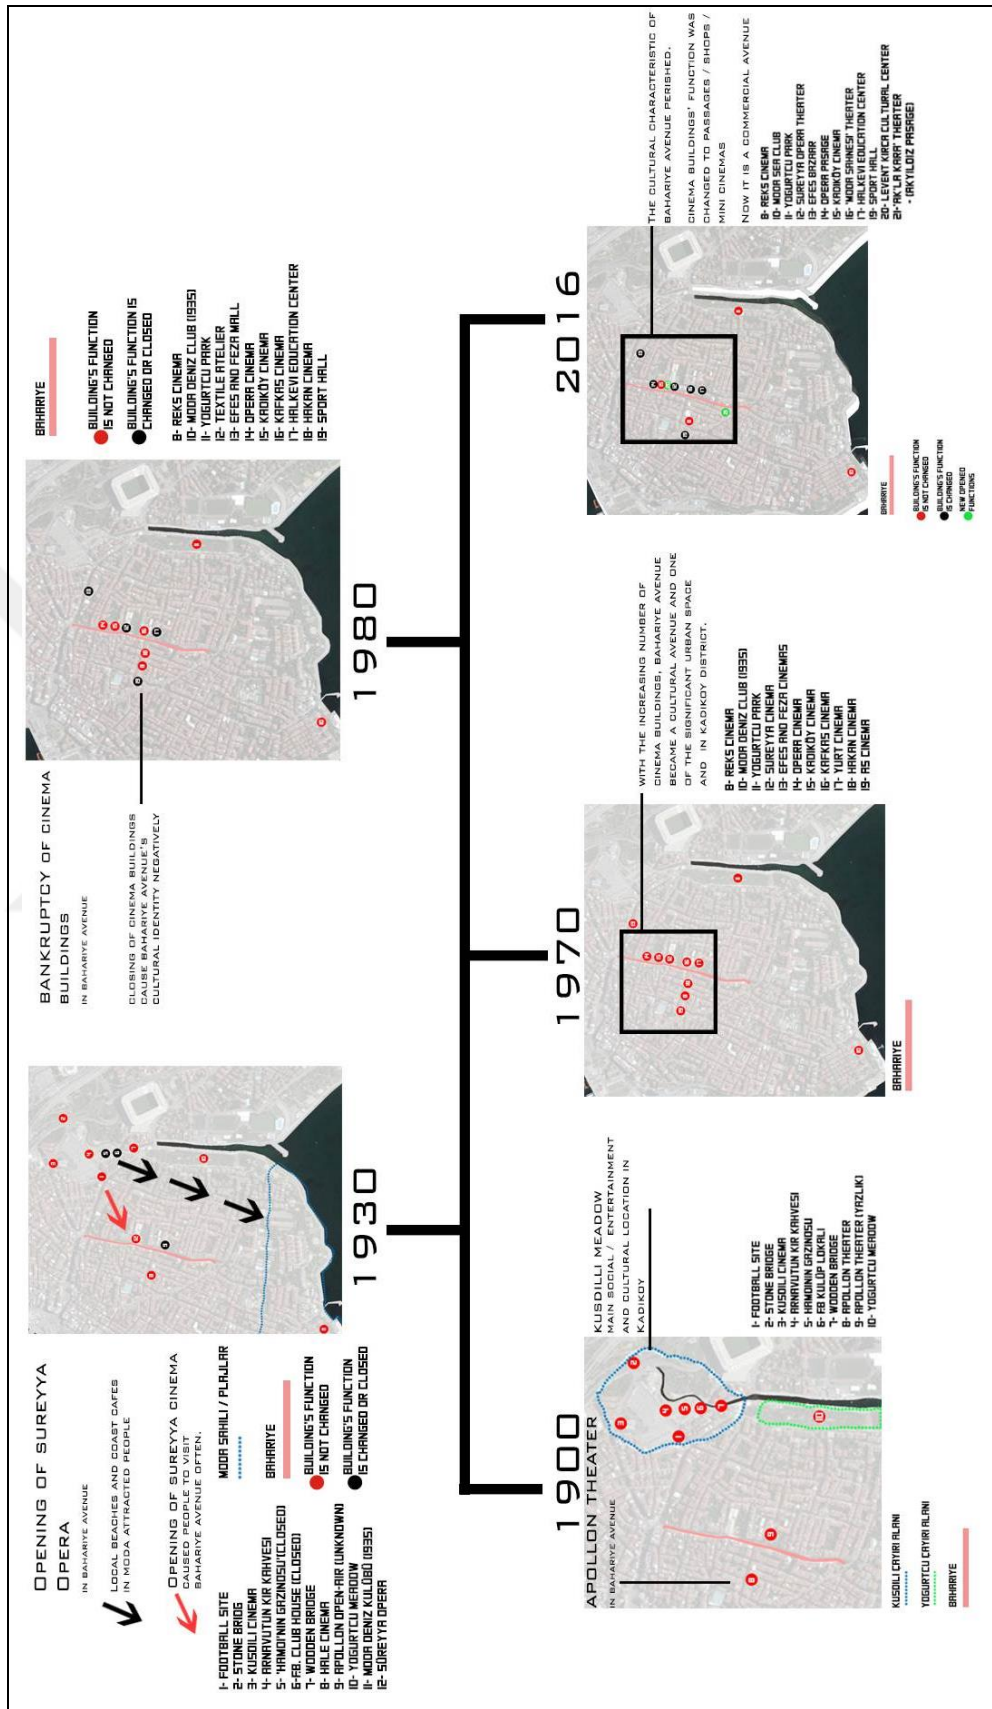 OPENING OF SUREYYA
OPERA
IN BAHARIYE AVENUE
LOCAL BEACHES AND COAST CAFES
IN MODA ATTRACTED PEOPLE
OPENING OF SUREYYA CINEMA
CAUSED PEOPLE TO VISIT
BAHARIYE AVENUE OFTEN.
1- FOOTBALL SITE
2- STONE BRIDG
3- KUSDILI CINEMA
4- ARNAVUTUN KIR KAHVESI
5- 'HAMDI'NIN GAZINOSU'(CLOSED)
6-F.B. CLUB HOUSE (CLOSED)
7- WOODEN BRIDGE
8- HALE CINEMA
9- APOLLON OPEN-AIR (UNKNOWN)
10- YOGURTCU MEADOW
11- MODA DENIZ KULÜBÜ (1935)
12- SÜREYYA OPERA
MODA SAHILI / PLAJLAR
BAHARIYE
BUILDING'S FUNCTION
IS NOT CHANGED
BUILDING'S FUNCTION
IS CHANGED OR CLOSED
1930
BANKRUPTCY OF CINEMA
BUILDINGS
IN BAHARIYE AVENUE
CLOSING OF CINEMA BUILDINGS
CAUSE BAHARIYE AVENUE'S
CULTURAL IDENTITY NEGATIVELY
BAHARIYE
BUILDING'S FUNCTION
IS NOT CHANGED
BUILDING'S FUNCTION IS
CHANGED OR CLOSED
8- REKS CINEMA
10- MODA DENIZ CLUB (1935)
11- YOGURTCU PARK
12- TEXTILE ATELIER
13- EFES AND FEZA MALL
14- OPERA CINEMA
15- KADIKÖY CINEMA
16- KAFKAS CINEMA
17- HALKEVI EDUCATION CENTER
18- HAKAN CINEMA
19- SPORT HALL
1980
1900
APOLLON THEATER
IN BAHARIYE AVENUE
KUSDILLI MEADOW
MAIN SOCIAL / ENTERTAINMENT
AND CULTURAL LOCATION IN
KADIKOY
1- FOOTBALL SITE
2- STONE BRIDGE
3- KUSDILI CINEMA
4- ARNAVUTUN KIR KAHVESI
5- HAMDININ GAZINOSU
6- FB KULÜP LOKALI
7- WOODEN BRIDGE
8- APOLLON THEATER
9- APOLLON THEATER (YAZLIK)
10- YOGURTCU MEADOW
KUSDILI CAYIRI ALANI
YOGURTCU CAYIRI ALANI
BAHARIYE
1970
WITH THE INCREASING NUMBER OF
CINEMA BUILDINGS, BAHARIYE AVENUE
BECAME A CULTURAL AVENUE AND ONE
OF THE SIGNIFICANT URBAN SPACE
AND IN KADIKOY DISTRICT.
8- REKS CINEMA
10- MODA DENIZ CLUB (1935)
11- YOGURTCU PARK
12- SUREYYA CINEMA
13- EFES AND FEZA CINEMAS
14- OPERA CINEMA
15- KADIKÖY CINEMA
16- KAFKAS CINEMA
17- YURT CINEMA
18- HAKAN CINEMA
19- AS CINEMA
BAHARIYE
2016
THE CULTURAL CHARACTERISTIC OF
BAHARIYE AVENUE PERISHED.
CINEMA BUILDINGS' FUNCTION WAS
CHANGED TO PASSAGES / SHOPS /
MINI CINEMAS
NOW IT IS A COMMERCIAL AVENUE
8- REKS CINEMA
10- MODA SEA CLUB
11- YOGURTCU PARK
12- SUREYYA OPERA THEATER
13- EFES BAZAAR
14- OPERA PASAGE
15- KADIKÖY CINEMA
16- 'MODA SAHNESI' THEATER
17- HALKEVI EDUCATION CENTER
19- SPORT HALL
20- LEVENT KIRCA CULTURAL CENTER
21-'AK'LA KARA' THEATER
- (AKYILDIZ PASAGE)
BAHARIYE
BUILDING'S FUNCTION
IS NOT CHANGED
BUILDING'S FUNCTION
IS CHANGED
NEW OPENED
FUNCTIONS